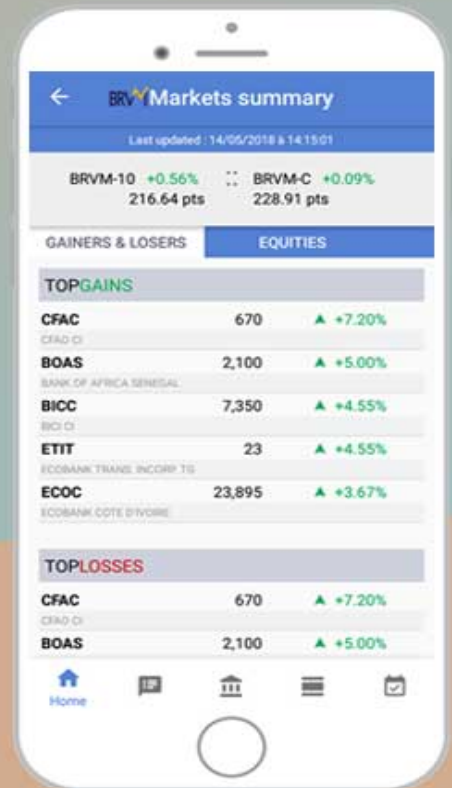 BRVM Markets summary
Last updated : 14/05/2018 à 14:15:01
BRVM-10 +0.56% BRVM-C +0.09%
216.64 pts 228.91 pts
GAINERS & LOSERS EQUITIES
TOPGAINS
CFAC 670 ▲ +7.20%
CFAO CI
BOAS 2,100 ▲ +5.00%
BANK OF AFRICA SENEGAL
BICC 7,350 ▲ +4.55%
BICI CI
ETIT 23 ▲ +4.55%
ECOBANK TRANS. INCORP. TG
ECOC 23,895 ▲ +3.67%
ECOBANK COTE D'IVOIRE
TOPLOSSES
CFAC 670 ▲ +7.20%
CFAO CI
BOAS 2,100 ▲ +5.00%
Home